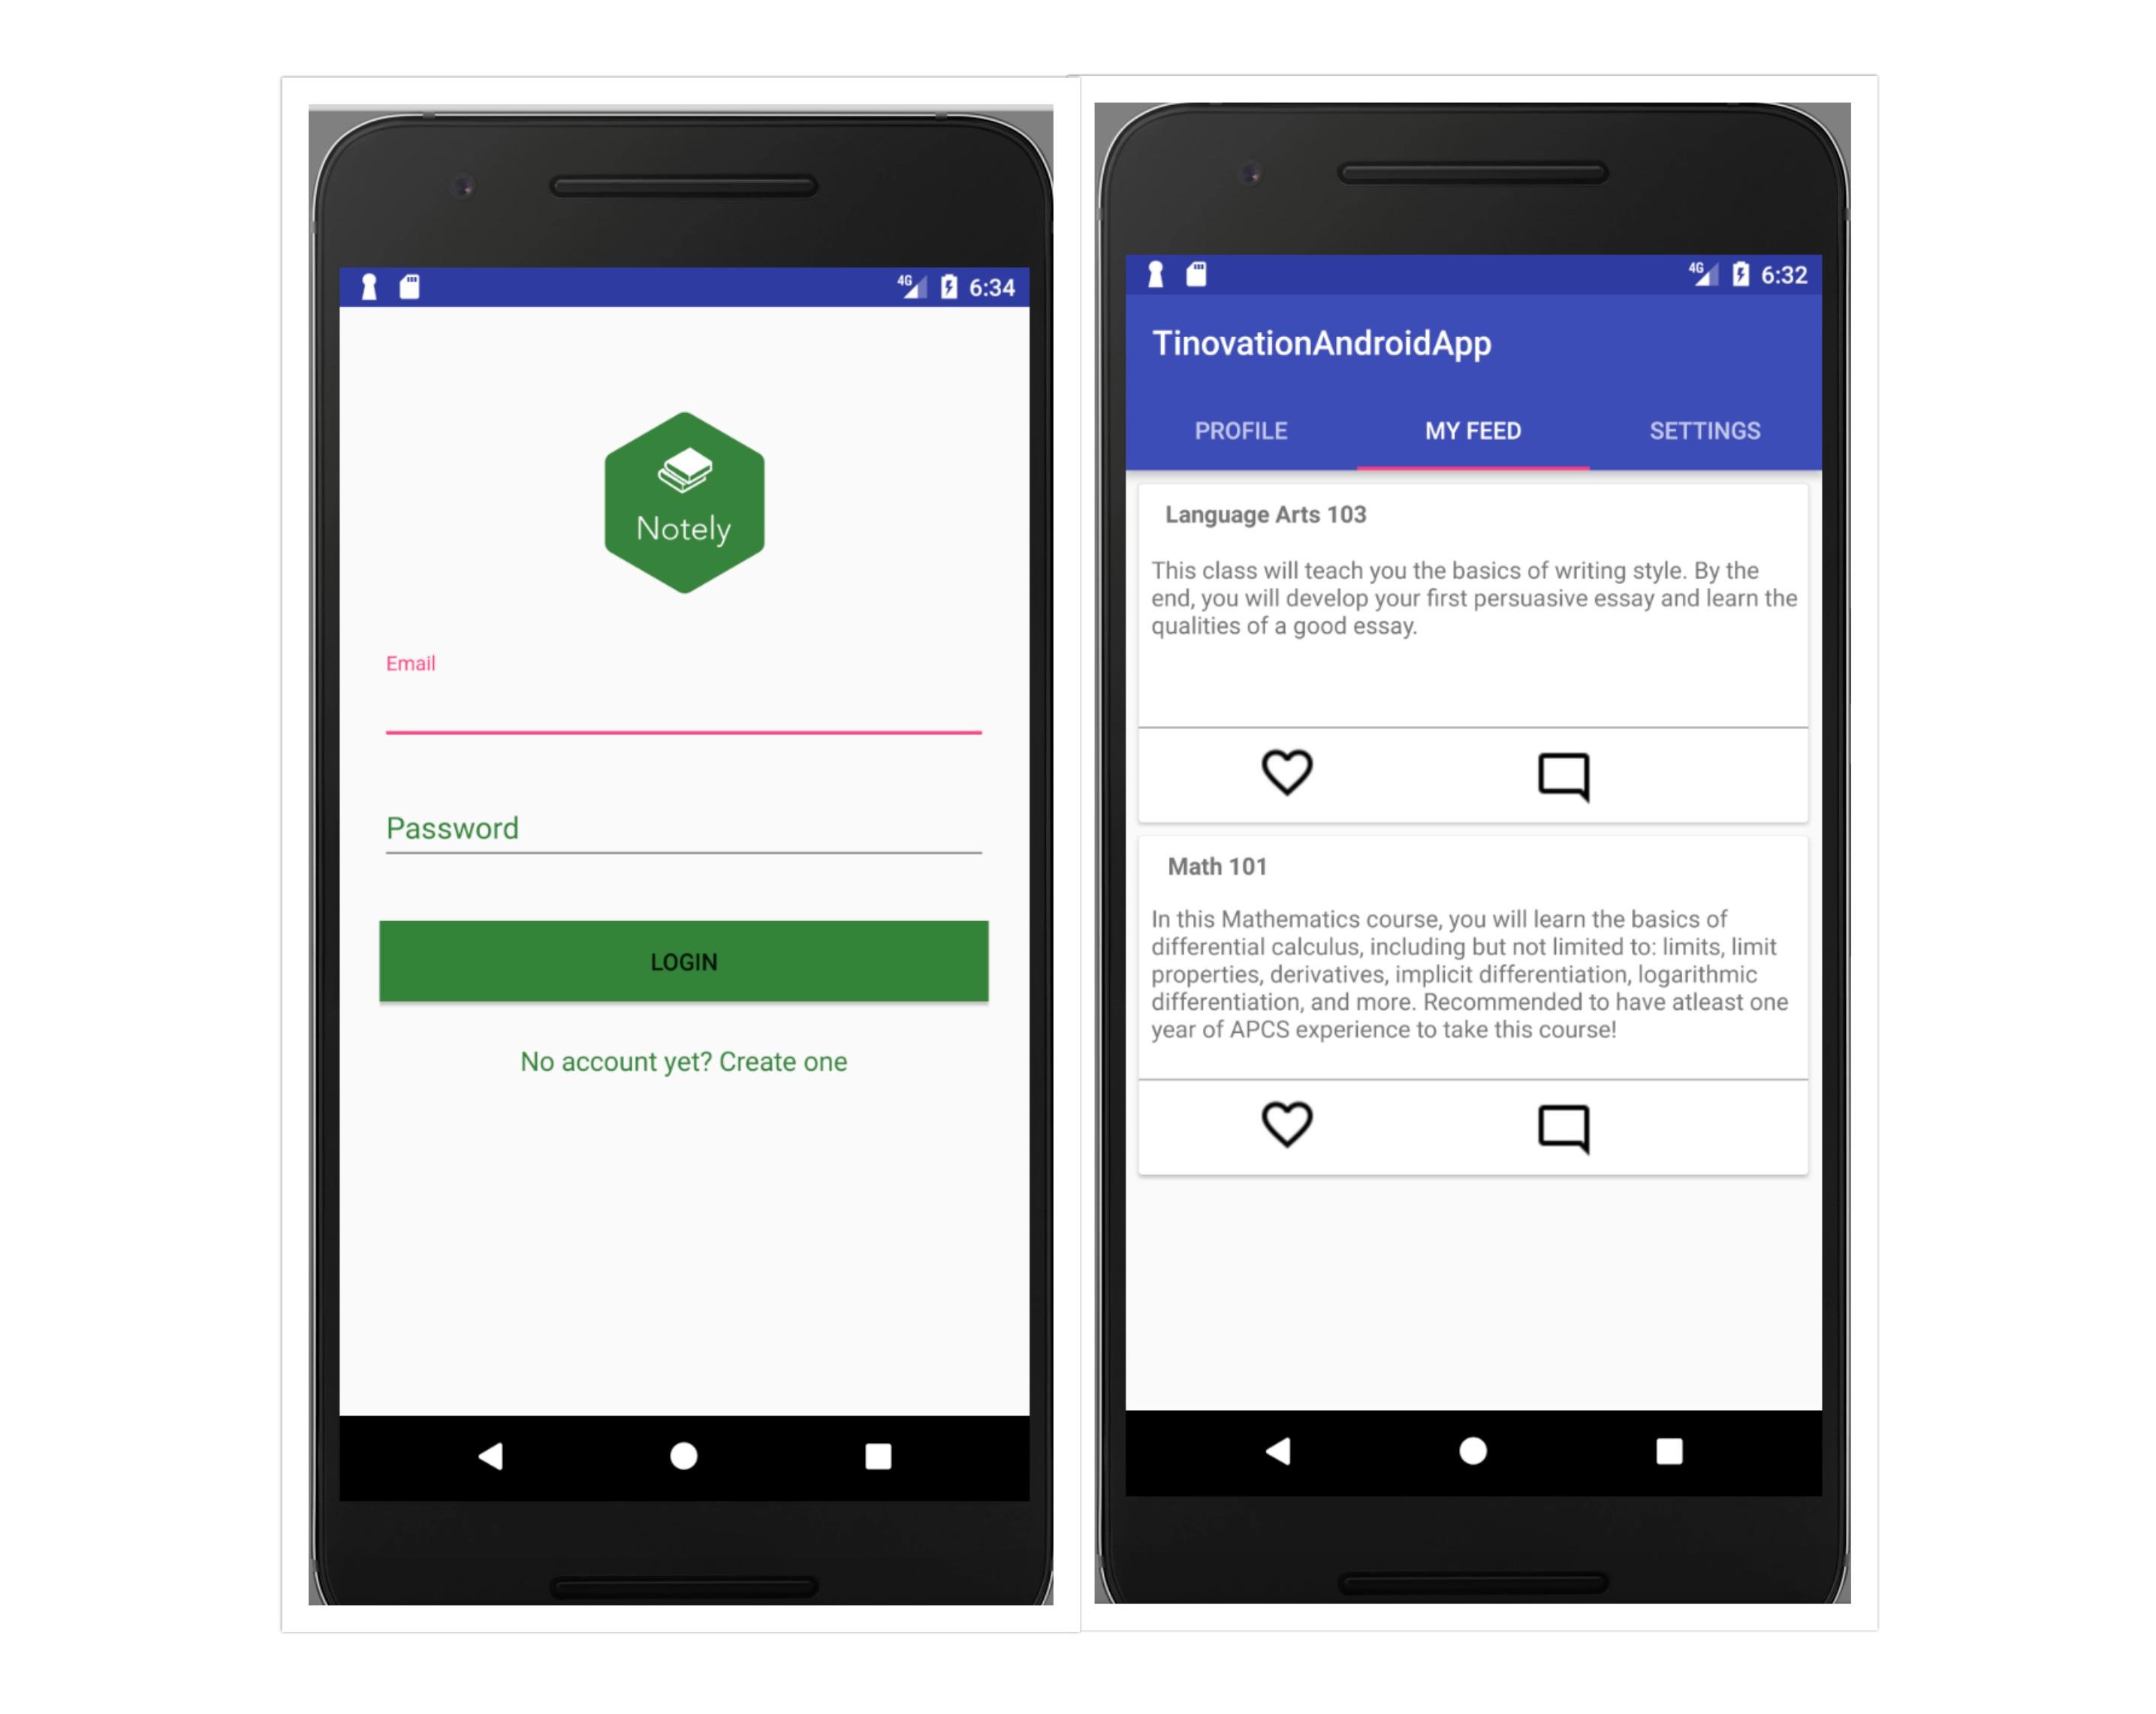 4G 6:34
Notely
Email
Password
LOGIN
No account yet? Create one
4G 6:32
TinovationAndroidApp
PROFILE MY FEED SETTINGS
Language Arts 103
This class will teach you the basics of writing style. By the
end, you will develop your first persuasive essay and learn the
qualities of a good essay.
Math 101
In this Mathematics course, you will learn the basics of
differential calculus, including but not limited to: limits, limit
properties, derivatives, implicit differentiation, logarithmic
differentiation, and more. Recommended to have atleast one
year of APCS experience to take this course!